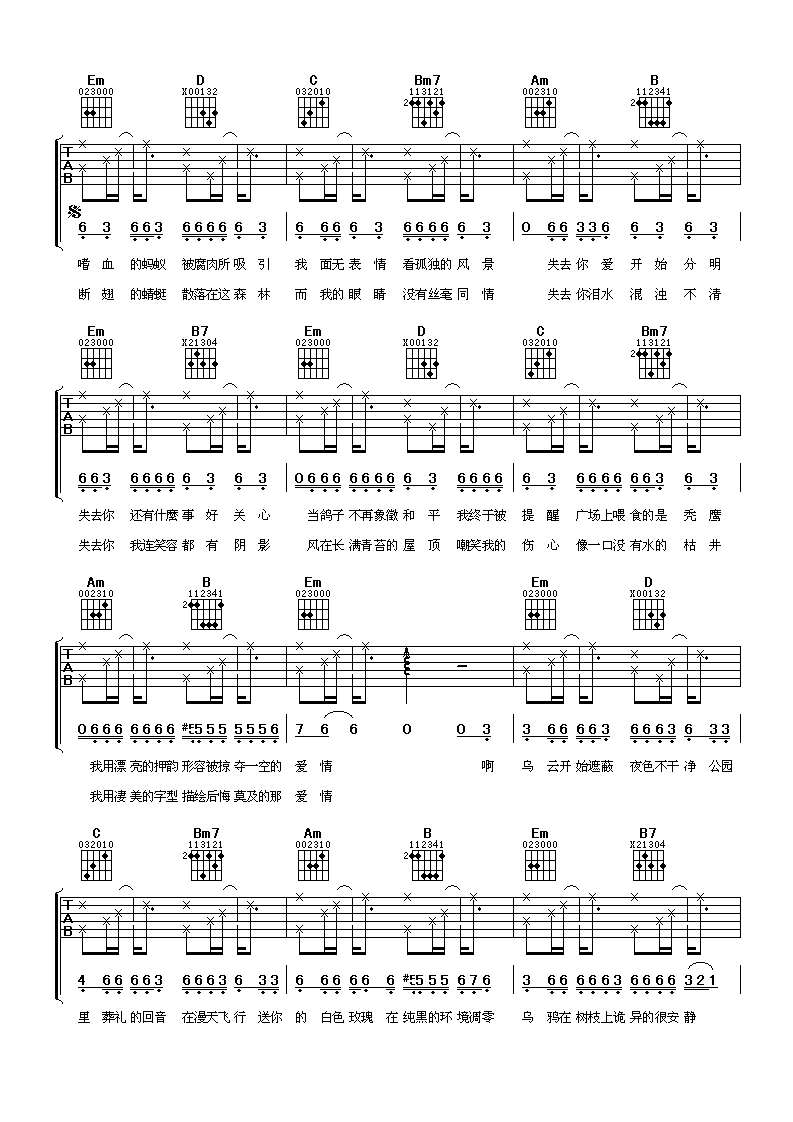 Em D C Bm7 Am B
023000 X00132 032010 2 113121 002310 2 112341
T
A
B
6 3 663 6666 6 3 6 3 663 6666 6 3 0 66 336 6 3 6 3
嗜 血 的蚂蚁 被腐肉所 吸 引 我 面无 表 情 看孤独的 风 景 失去 你 爱 开 始 分 明
断 翅 的蜻蜓 散落在这 森 林 而 我的 眼 睛 没有丝毫 同 情 失去 你泪水 混 浊 不 清
Em B7 Em D C Bm7
023000 X21304 023000 X00132 032010 2 113121
T
A
B
663 6666 6 3 6 3 0666 6666 6 3 6666 6 3 6666 663 6 3
失去你 还有什麼 事 好 关 心 当鸽子 不再象徵 和 平 我终于被 提 醒 广场上喂 食的是 秃 鹰
失去你 我连笑容 都 有 阴 影 风在长 满青苔的 屋 顶 嘲笑我的 伤 心 像一口没 有水的 枯 井
Am B Em Em D
002310 2 112341 023000 023000 X00132
T
A
B
0666 6666 #5555 5556 7 6 6 0 0 3 3 66 663 6663 6 33
我用漂 亮的押韵 形容被掠 夺一空的 爱 情 啊 乌 云开 始遮蔽 夜色不干 净 公园
我用凄 美的字型 描绘后悔 莫及的那 爱 情
C Bm7 Am B Em B7
032010 2 113121 002310 2 112341 023000 X21304
T
A
B
4 66 663 6663 6 33 6 66 66 6 #5555 676 3 66 6663 6666 321
里 葬礼 的回音 在漫天飞 行 送你 的 白色 玫瑰 在 纯黑的环 境凋零 乌 鸦在 树枝上诡 异的很安 静